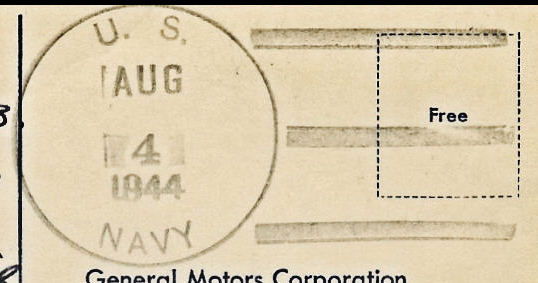 U. S.
AUG
4
1944
NAVY
Free
General Motors Corporation